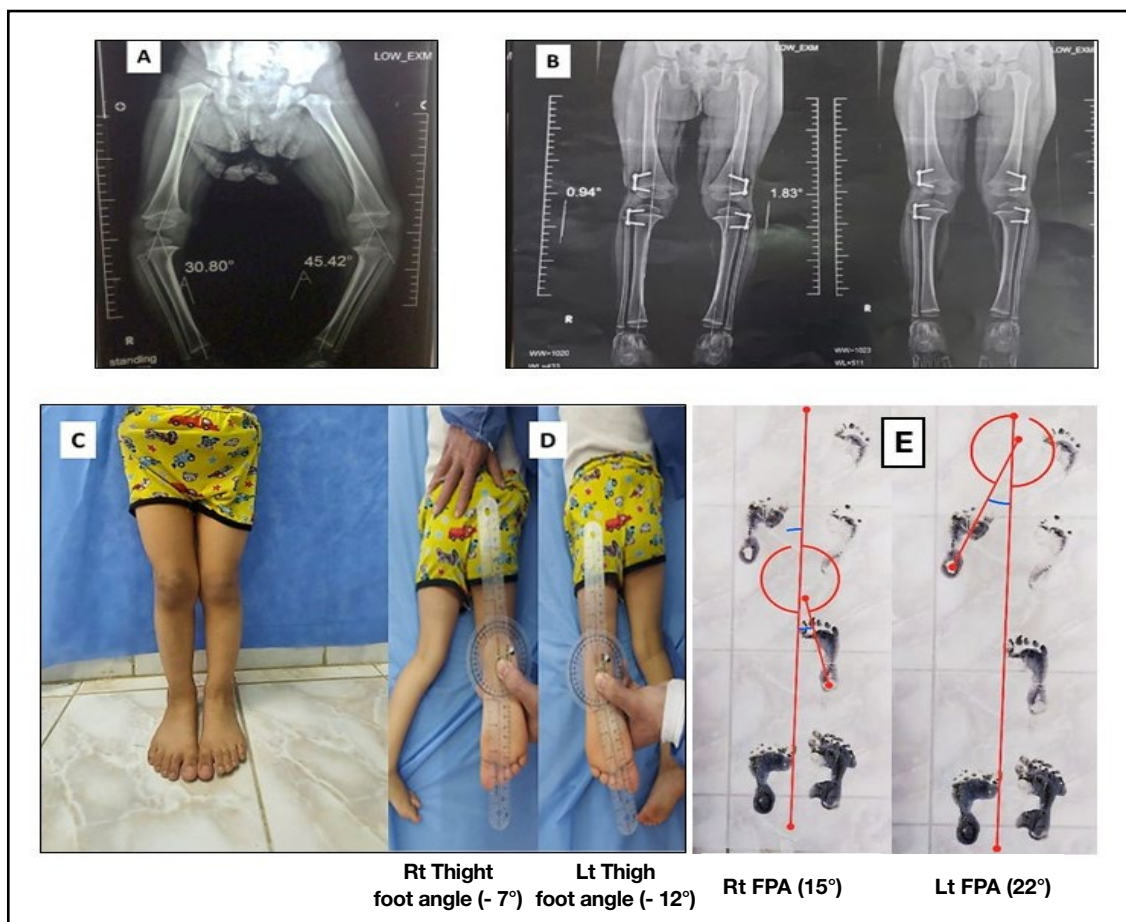 A
LOW_EXM
30.80°
45.42°
R
standing
B
LOW_EXM
LOW_EXM
0.94°
1.83°
R
R
WW=1020
WW=1023
WL=511
C
D
E
Rt Thight
foot angle (- 7°)
Lt Thigh
foot angle (- 12°)
Rt FPA (15°)
Lt FPA (22°)